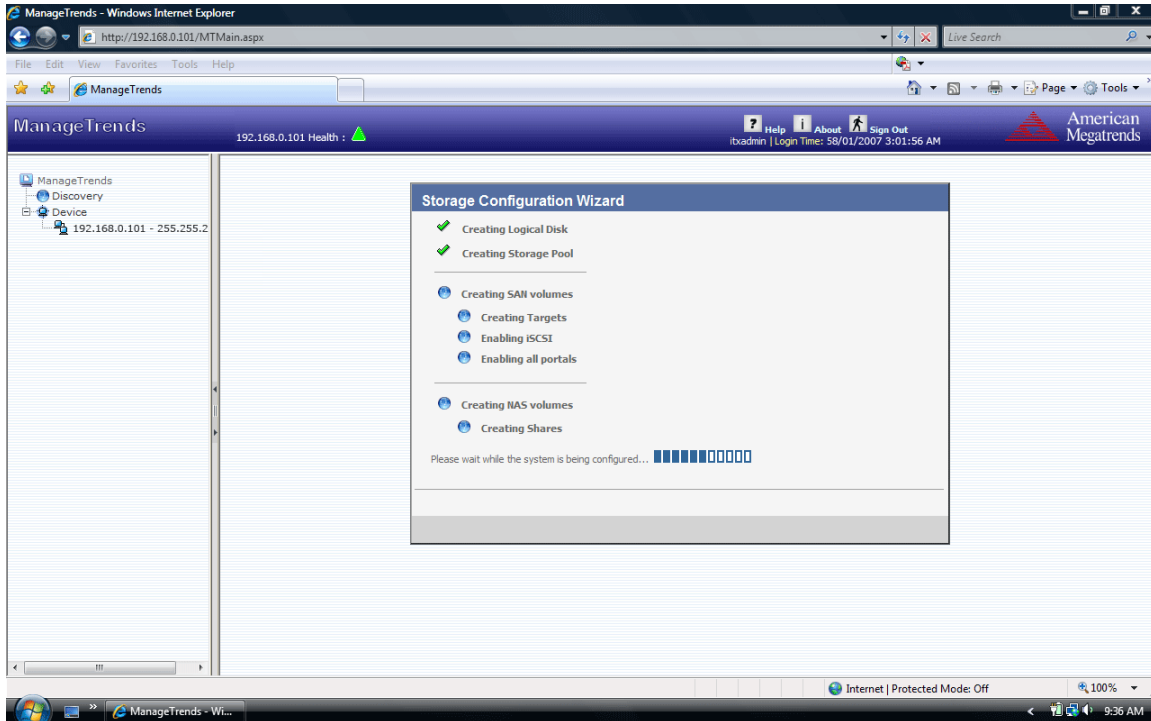 ManageTrends - Windows Internet Explorer
http://192.168.0.101/MTMain.aspx
Live Search
File Edit View Favorites Tools Help
ManageTrends
Page Tools
ManageTrends
192.168.0.101 Health :
? Help i About Sign Out
itxadmin | Login Time: 58/01/2007 3:01:56 AM
American
Megatrends
ManageTrends
Discovery
Device
192.168.0.101 - 255.255.2
Storage Configuration Wizard
Creating Logical Disk
Creating Storage Pool
Creating SAN volumes
Creating Targets
Enabling iSCSI
Enabling all portals
Creating NAS volumes
Creating Shares
Please wait while the system is being configured...
Internet | Protected Mode: Off
100%
ManageTrends - Wi...
9:36 AM